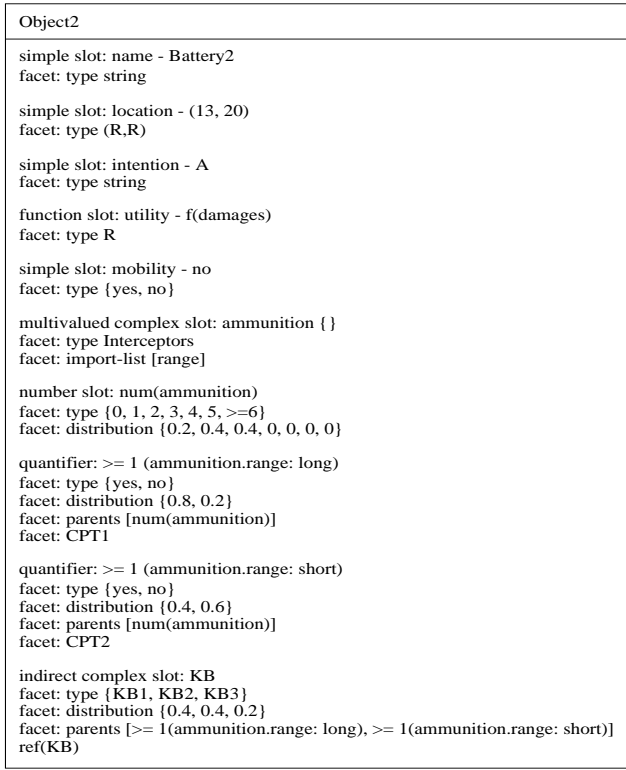 Object2
simple slot: name - Battery2
facet: type string
simple slot: location - (13, 20)
facet: type (R,R)
simple slot: intention - A
facet: type string
function slot: utility - f(damages)
facet: type R
simple slot: mobility - no
facet: type {yes, no}
multivalued complex slot: ammunition {}
facet: type Interceptors
facet: import-list [range]
number slot: num(ammunition)
facet: type {0, 1, 2, 3, 4, 5, >=6}
facet: distribution {0.2, 0.4, 0.4, 0, 0, 0, 0}
quantifier: >= 1 (ammunition.range: long)
facet: type {yes, no}
facet: distribution {0.8, 0.2}
facet: parents [num(ammunition)]
facet: CPT1
quantifier: >= 1 (ammunition.range: short)
facet: type {yes, no}
facet: distribution {0.4, 0.6}
facet: parents [num(ammunition)]
facet: CPT2
indirect complex slot: KB
facet: type {KB1, KB2, KB3}
facet: distribution {0.4, 0.4, 0.2}
facet: parents [>= 1(ammunition.range: long), >= 1(ammunition.range: short)]
ref(KB)